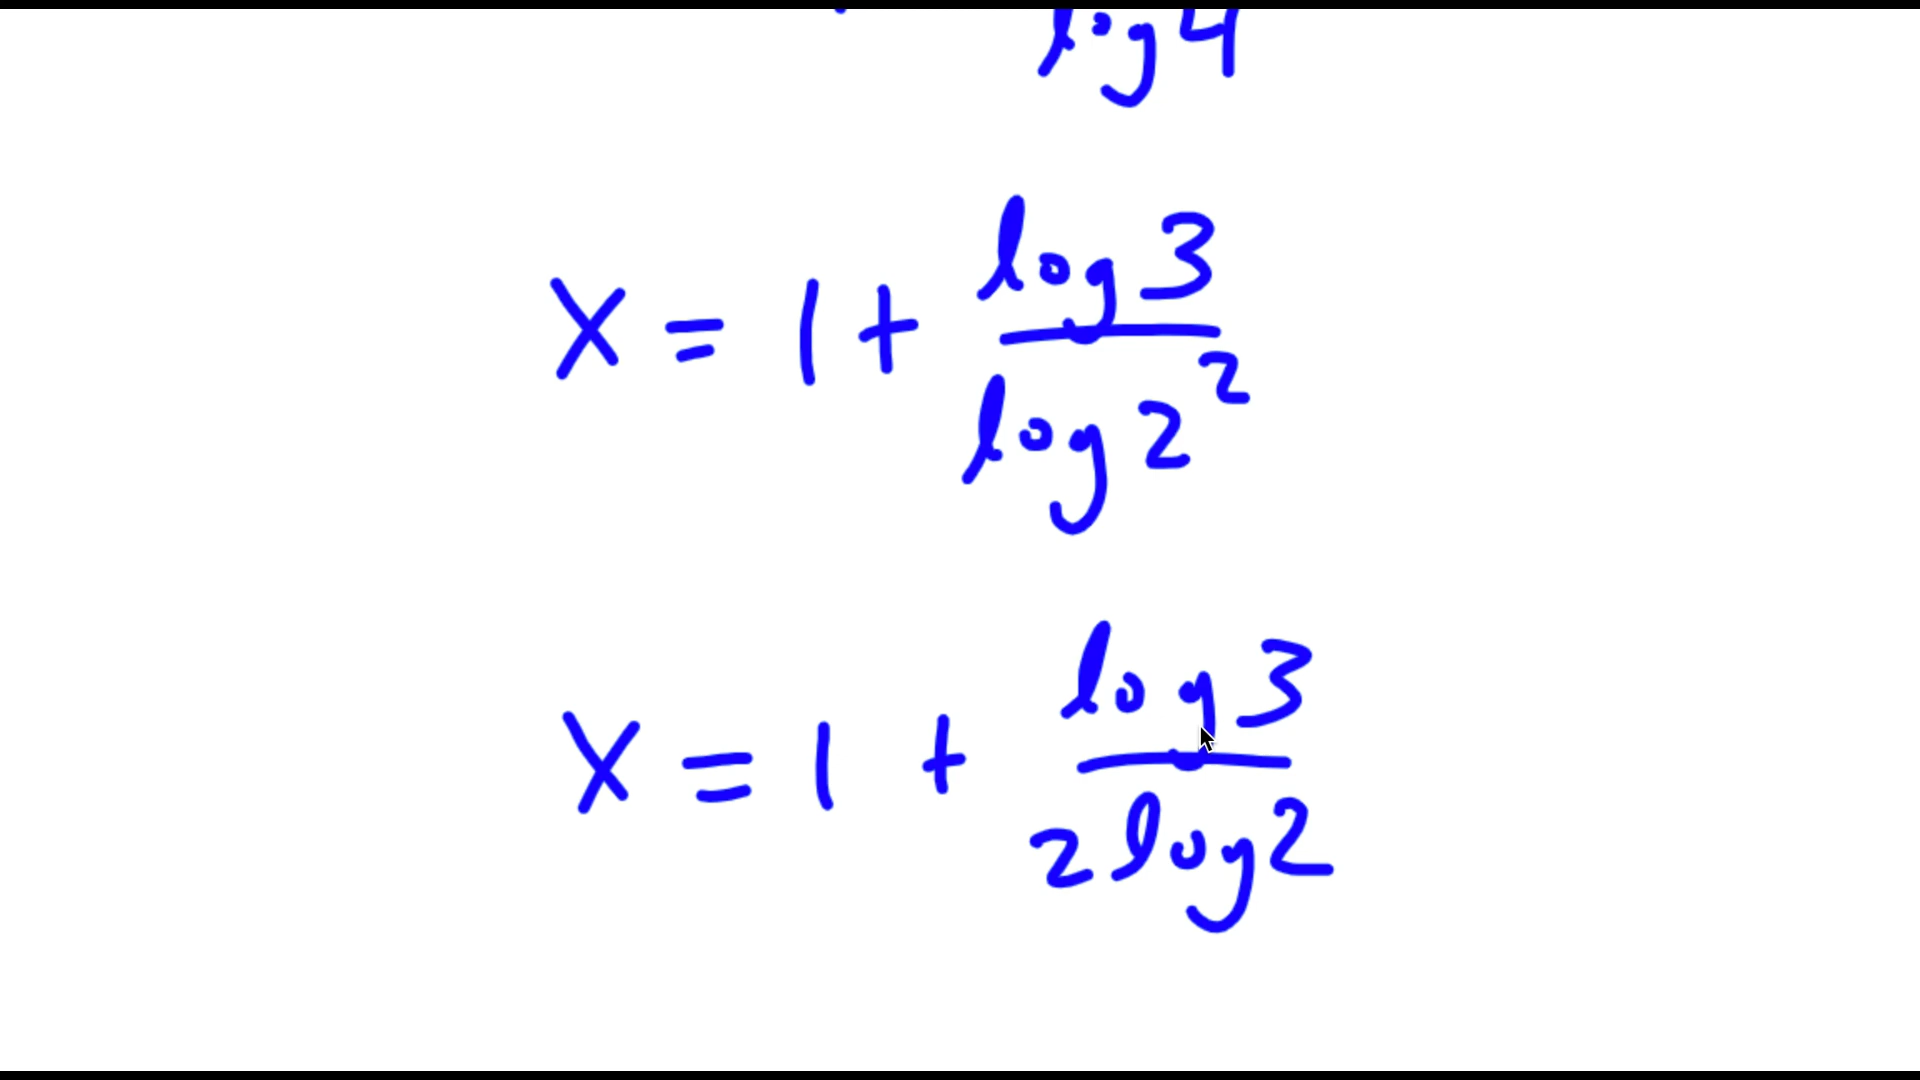 log4
x = 1 + log3 / log2²
x = 1 + log3 / 2log2